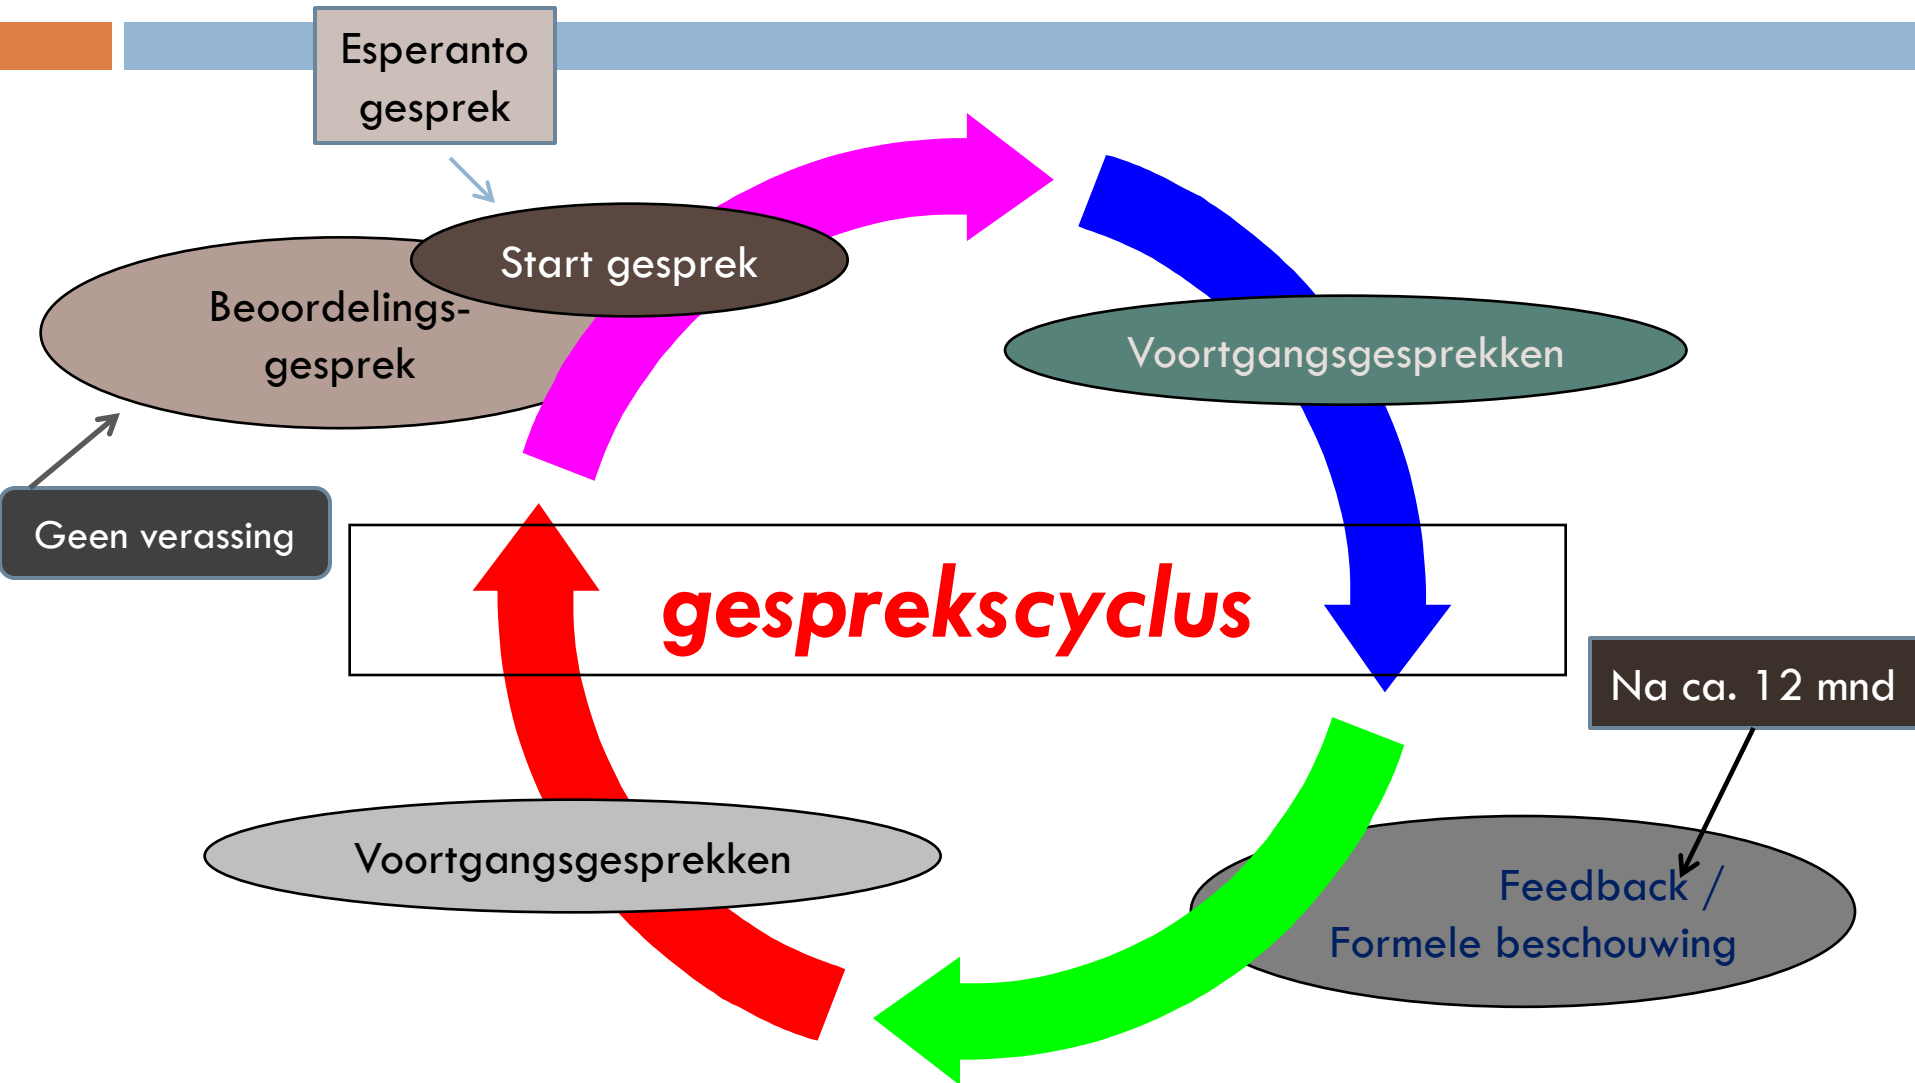 Esperanto
gesprek
Start gesprek
Beoordelings-
gesprek
Voortgangsgesprekken
Geen verassing
gesprekscyclus
Na ca. 12 mnd
Voortgangsgesprekken
Feedback /
Formele beschouwing